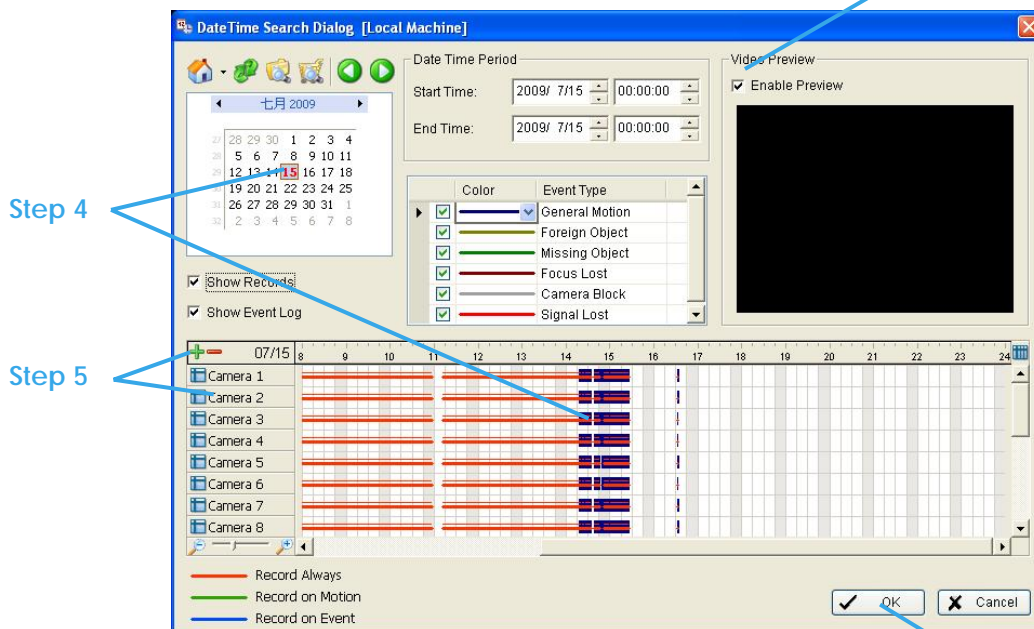 DateTime Search Dialog [Local Machine]
Date Time Period
Start Time: 2009/ 7/15 00:00:00
End Time: 2009/ 7/15 00:00:00
Video Preview
Enable Preview
七月 2009
27 28 29 30 1 2 3 4
28 5 6 7 8 9 10 11
29 12 13 14 15 16 17 18
30 19 20 21 22 23 24 25
31 26 27 28 29 30 31 1
32 2 3 4 5 6 7 8
Step 4
Color Event Type
General Motion
Foreign Object
Missing Object
Focus Lost
Camera Block
Signal Lost
Show Records
Show Event Log
Step 5
07/15 8 9 10 11 12 13 14 15 16 17 18 19 20 21 22 23 24
Camera 1
Camera 2
Camera 3
Camera 4
Camera 5
Camera 6
Camera 7
Camera 8
Record Always
Record on Motion
Record on Event
OK
Cancel